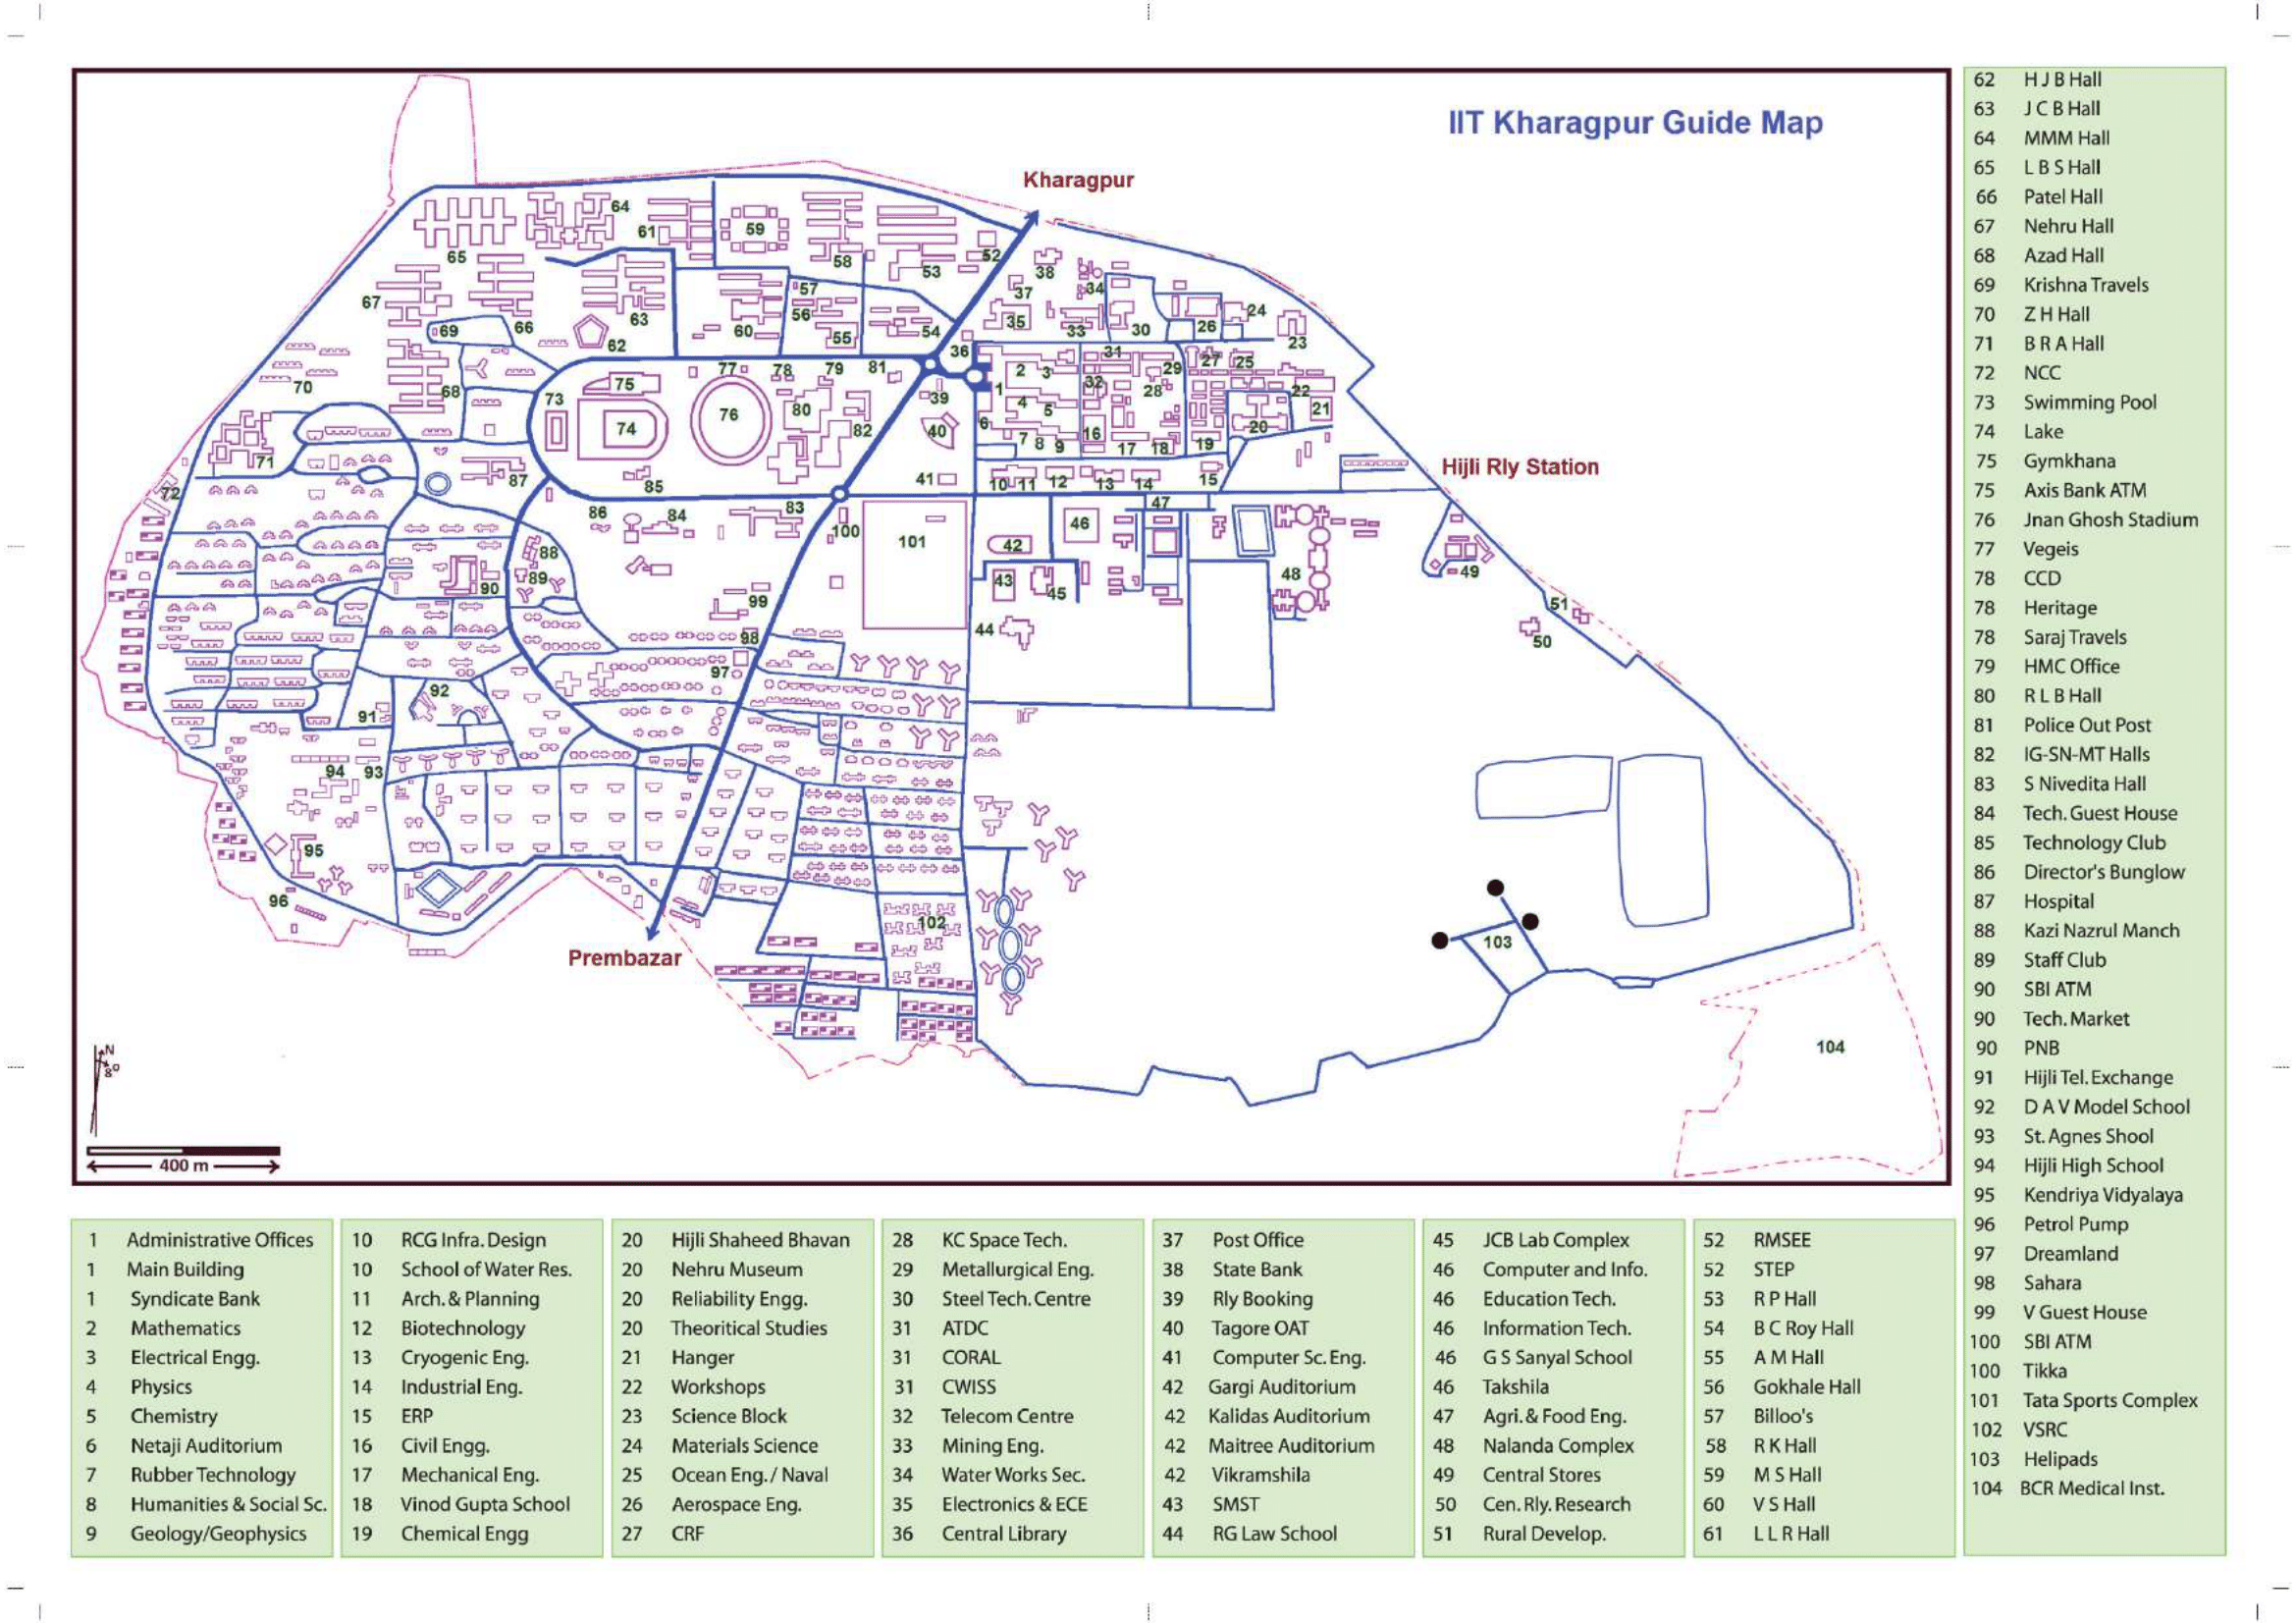 IIT Kharagpur Guide Map
Kharagpur
64
61
59
58
53
52
38
65
37
34
57
67
56
24
35
63
69
66
60
55
54
33
30
26
62
36
23
31
77
78
79
81
2
3
29
27
25
75
70
32
68
73
1
28
22
39
76
80
4
5
21
74
82
40
6
20
16
7
8
9
17
18
19
71
Hijli Rly Station
87
85
41
10
11
12
13
14
15
72
47
86
84
83
100
46
101
42
88
89
43
48
49
90
45
99
51
98
44
50
97
92
91
94
93
95
96
102
103
Prembazar
104
N
400 m
62 H J B Hall
63 J C B Hall
64 MMM Hall
65 L B S Hall
66 Patel Hall
67 Nehru Hall
68 Azad Hall
69 Krishna Travels
70 Z H Hall
71 B R A Hall
72 NCC
73 Swimming Pool
74 Lake
75 Gymkhana
75 Axis Bank ATM
76 Jnan Ghosh Stadium
77 Vegeis
78 CCD
78 Heritage
78 Saraj Travels
79 HMC Office
80 R L B Hall
81 Police Out Post
82 IG-SN-MT Halls
83 S Nivedita Hall
84 Tech. Guest House
85 Technology Club
86 Director's Bunglow
87 Hospital
88 Kazi Nazrul Manch
89 Staff Club
90 SBI ATM
90 Tech. Market
90 PNB
91 Hijli Tel. Exchange
92 D A V Model School
93 St. Agnes Shool
94 Hijli High School
95 Kendriya Vidyalaya
96 Petrol Pump
97 Dreamland
98 Sahara
99 V Guest House
100 SBI ATM
100 Tikka
101 Tata Sports Complex
102 VSRC
103 Helipads
104 BCR Medical Inst.
1 Administrative Offices
1 Main Building
1 Syndicate Bank
2 Mathematics
3 Electrical Engg.
4 Physics
5 Chemistry
6 Netaji Auditorium
7 Rubber Technology
8 Humanities & Social Sc.
9 Geology/Geophysics
10 RCG Infra. Design
10 School of Water Res.
11 Arch. & Planning
12 Biotechnology
13 Cryogenic Eng.
14 Industrial Eng.
15 ERP
16 Civil Engg.
17 Mechanical Eng.
18 Vinod Gupta School
19 Chemical Engg
20 Hijli Shaheed Bhavan
20 Nehru Museum
20 Reliability Engg.
20 Theoritical Studies
21 Hanger
22 Workshops
23 Science Block
24 Materials Science
25 Ocean Eng. / Naval
26 Aerospace Eng.
27 CRF
28 KC Space Tech.
29 Metallurgical Eng.
30 Steel Tech. Centre
31 ATDC
31 CORAL
31 CWISS
32 Telecom Centre
33 Mining Eng.
34 Water Works Sec.
35 Electronics & ECE
36 Central Library
37 Post Office
38 State Bank
39 Rly Booking
40 Tagore OAT
41 Computer Sc. Eng.
42 Gargi Auditorium
42 Kalidas Auditorium
42 Maitree Auditorium
42 Vikramshila
43 SMST
44 RG Law School
45 JCB Lab Complex
46 Computer and Info.
46 Education Tech.
46 Information Tech.
46 G S Sanyal School
46 Takshila
47 Agri. & Food Eng.
48 Nalanda Complex
49 Central Stores
50 Cen. Rly. Research
51 Rural Develop.
52 RMSEE
52 STEP
53 R P Hall
54 B C Roy Hall
55 A M Hall
56 Gokhale Hall
57 Billoo's
58 R K Hall
59 M S Hall
60 V S Hall
61 L L R Hall